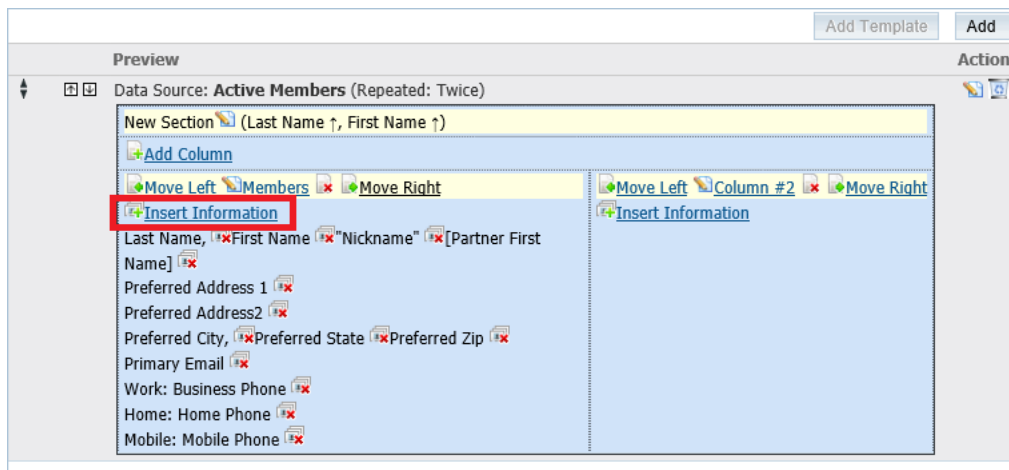 Add Template Add
Preview Action
Data Source: Active Members (Repeated: Twice)
New Section (Last Name ↑, First Name ↑)
Add Column
Move Left Members Move Right
Insert Information
Last Name, First Name "Nickname" [Partner First
Name]
Preferred Address 1
Preferred Address2
Preferred City, Preferred State Preferred Zip
Primary Email
Work: Business Phone
Home: Home Phone
Mobile: Mobile Phone
Move Left Column #2 Move Right
Insert Information